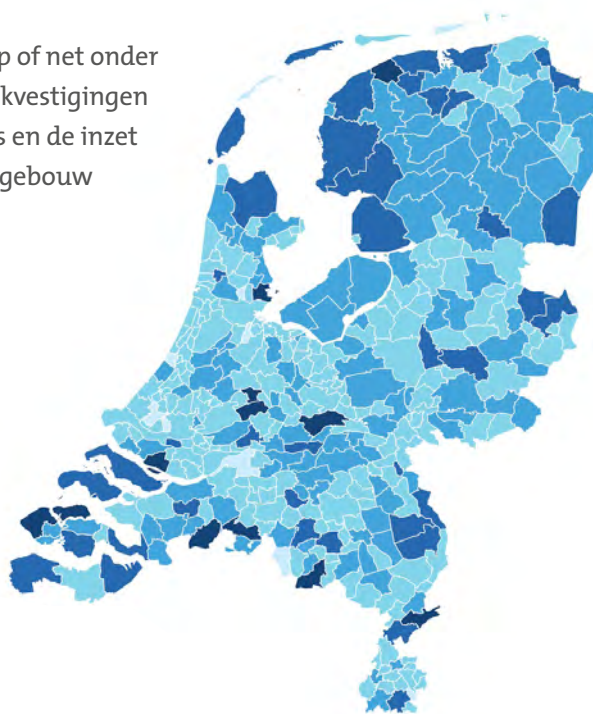 p of net onder
kvestigingen
s en de inzet
gebouw